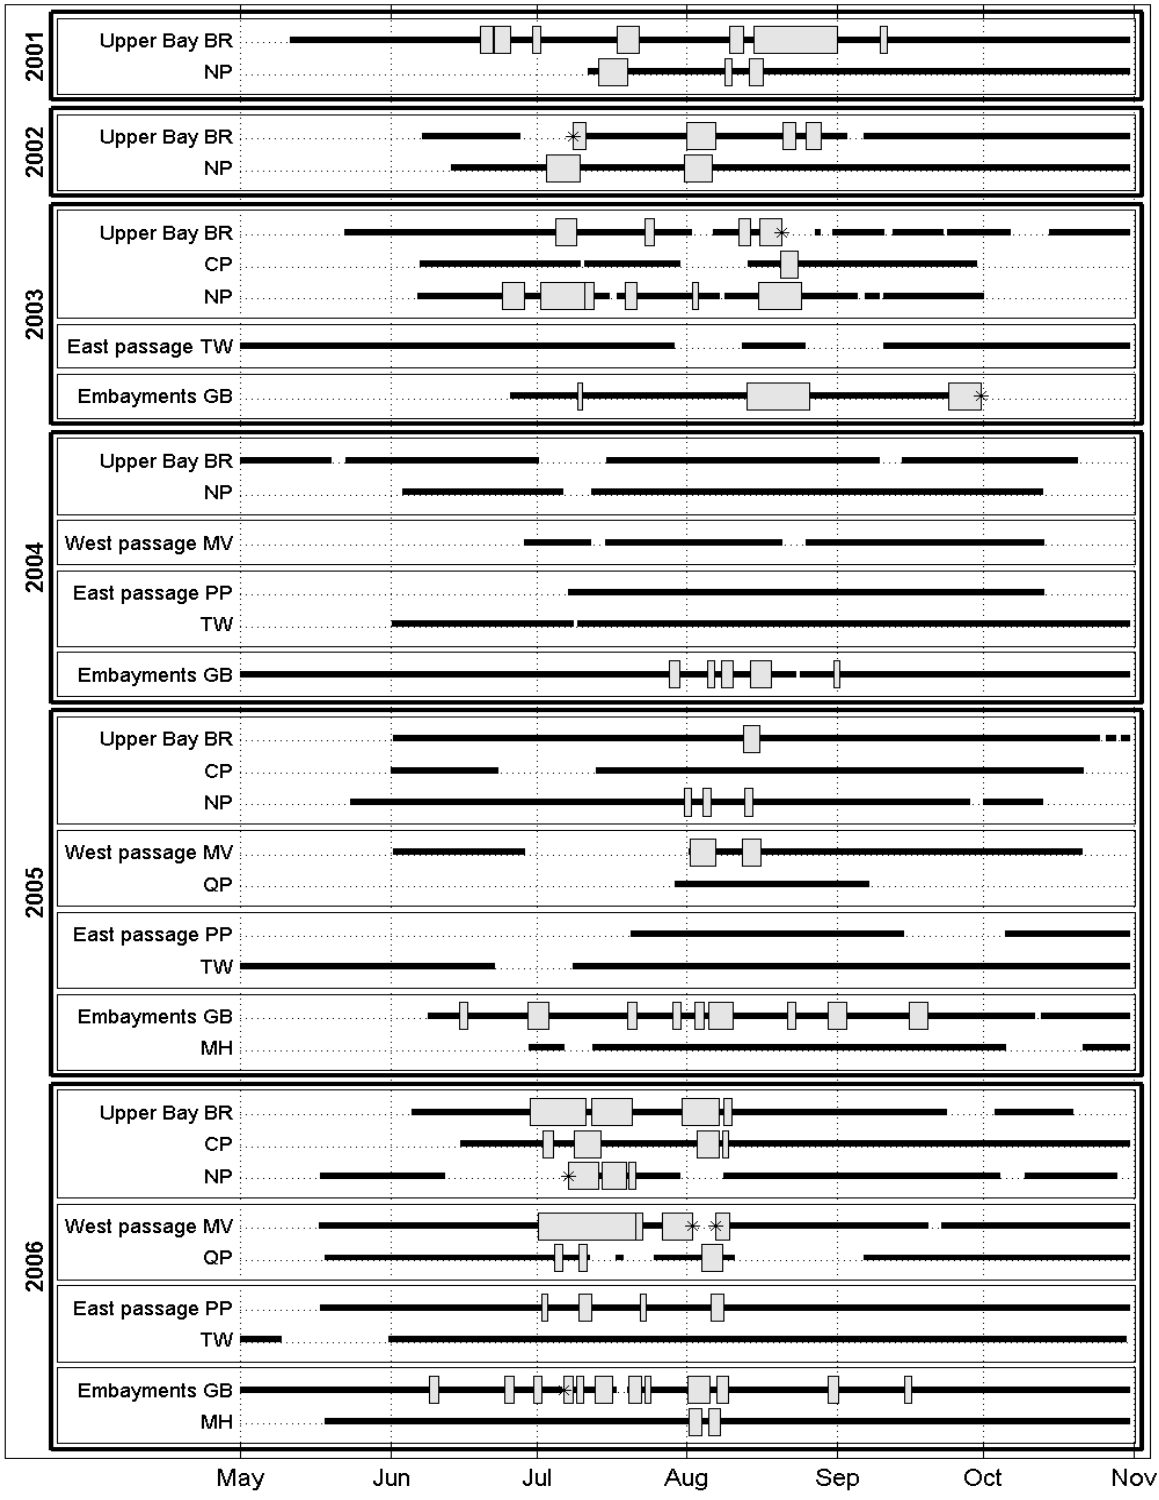 2001
Upper Bay BR
NP
2002
Upper Bay BR
NP
2003
Upper Bay BR
CP
NP
East passage TW
Embayments GB
2004
Upper Bay BR
NP
West passage MV
East passage PP
TW
Embayments GB
2005
Upper Bay BR
CP
NP
West passage MV
QP
East passage PP
TW
Embayments GB
MH
2006
Upper Bay BR
CP
NP
West passage MV
QP
East passage PP
TW
Embayments GB
MH
May Jun Jul Aug Sep Oct Nov